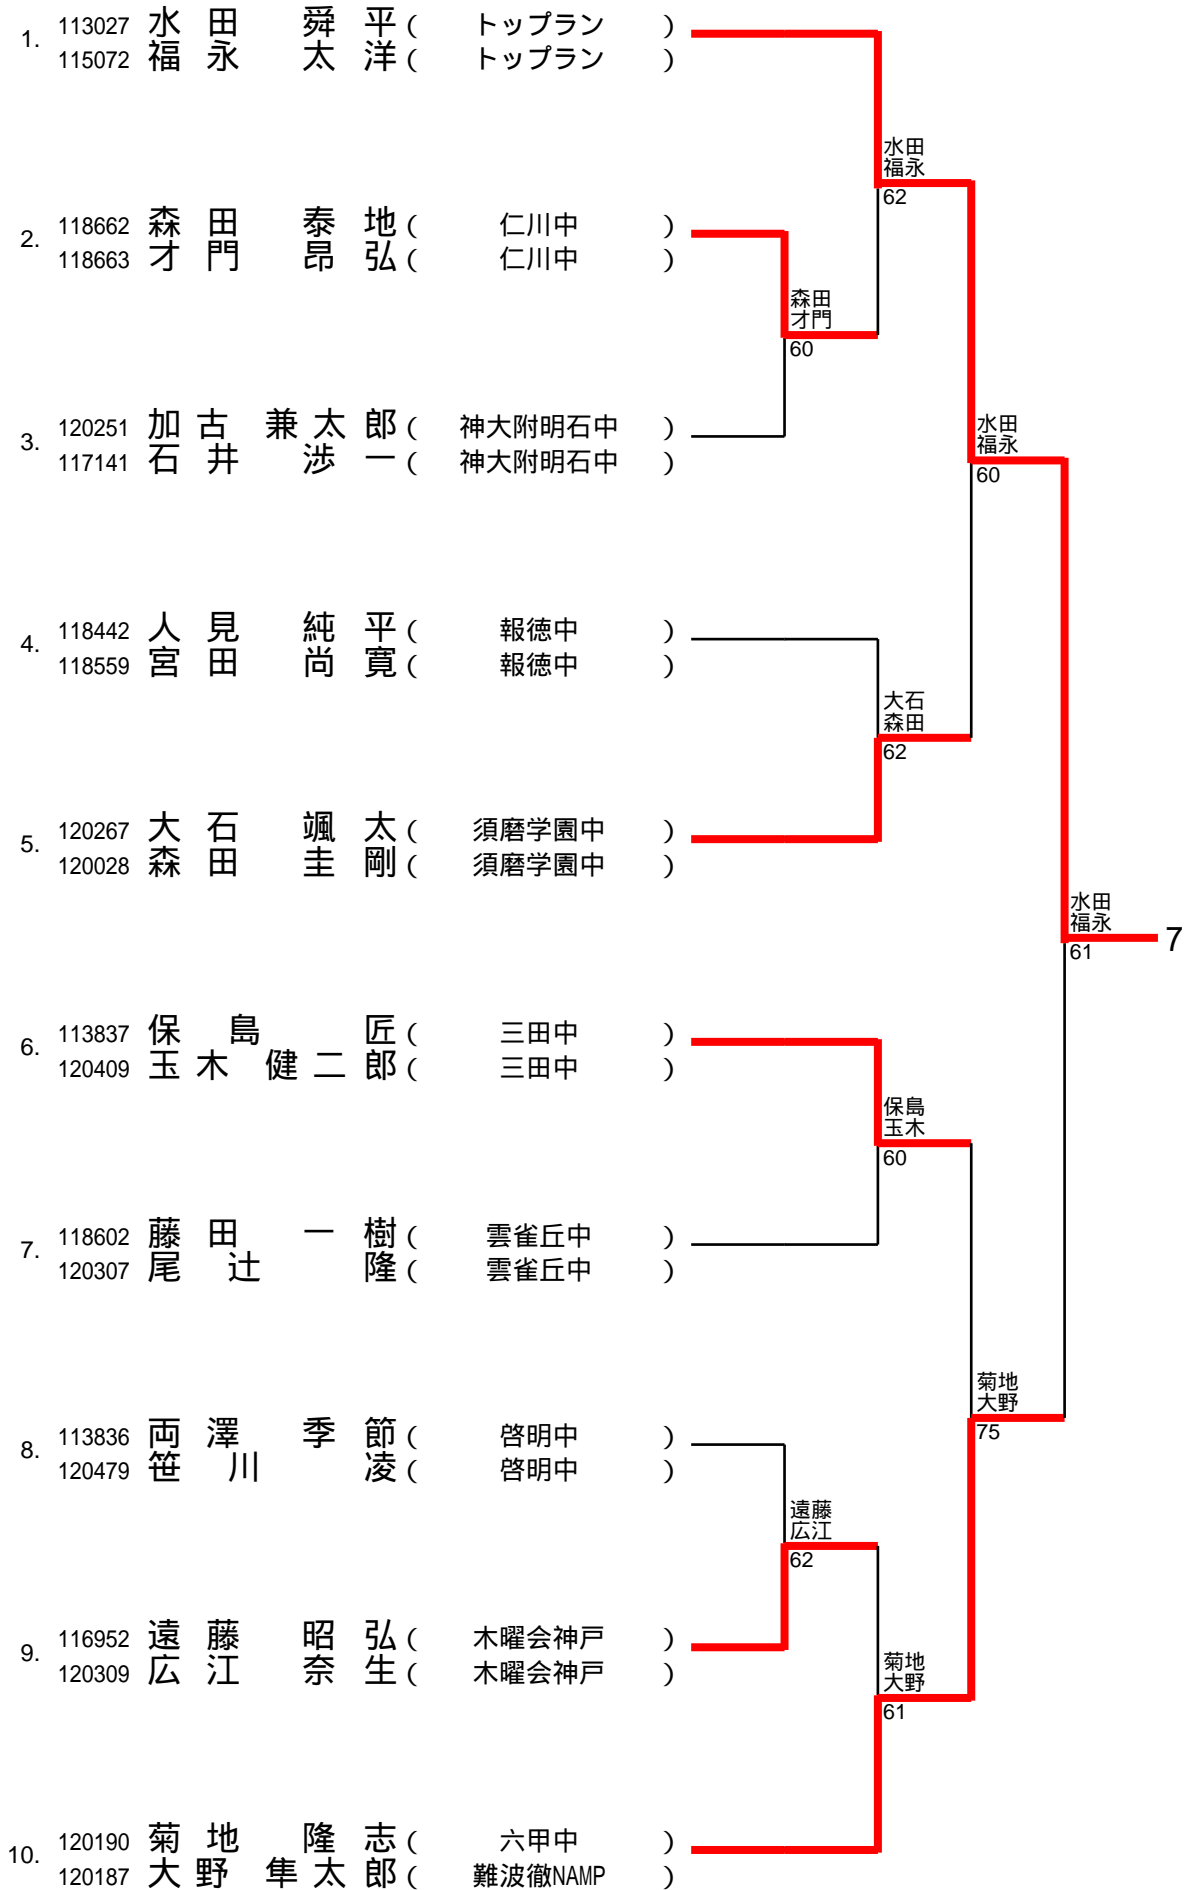 1. 113027 水田 舜平 ( トップラン )
115072 福永 太洋 ( トップラン )
水田
福永
62
2. 118662 森田 泰地 ( 仁川中 )
118663 才門 昂弘 ( 仁川中 )
森田
才門
60
3. 120251 加古 兼太郎 ( 神大附明石中 )
117141 石井 渉一 ( 神大附明石中 )
水田
福永
60
4. 118442 人見 純平 ( 報徳中 )
118559 宮田 尚寛 ( 報徳中 )
大石
森田
62
5. 120267 大石 颯太 ( 須磨学園中 )
120028 森田 圭剛 ( 須磨学園中 )
水田
福永
61
7
6. 113837 保島 匠 ( 三田中 )
120409 玉木 健二郎 ( 三田中 )
保島
玉木
60
7. 118602 藤田 一樹 ( 雲雀丘中 )
120307 尾辻 隆 ( 雲雀丘中 )
菊地
大野
75
8. 113836 両澤 季節 ( 啓明中 )
120479 笹川 凌 ( 啓明中 )
遠藤
広江
62
9. 116952 遠藤 昭弘 ( 木曜会神戸 )
120309 広江 奈生 ( 木曜会神戸 )
菊地
大野
61
10. 120190 菊地 隆志 ( 六甲中 )
120187 大野 隼太郎 ( 難波徹NAMP )